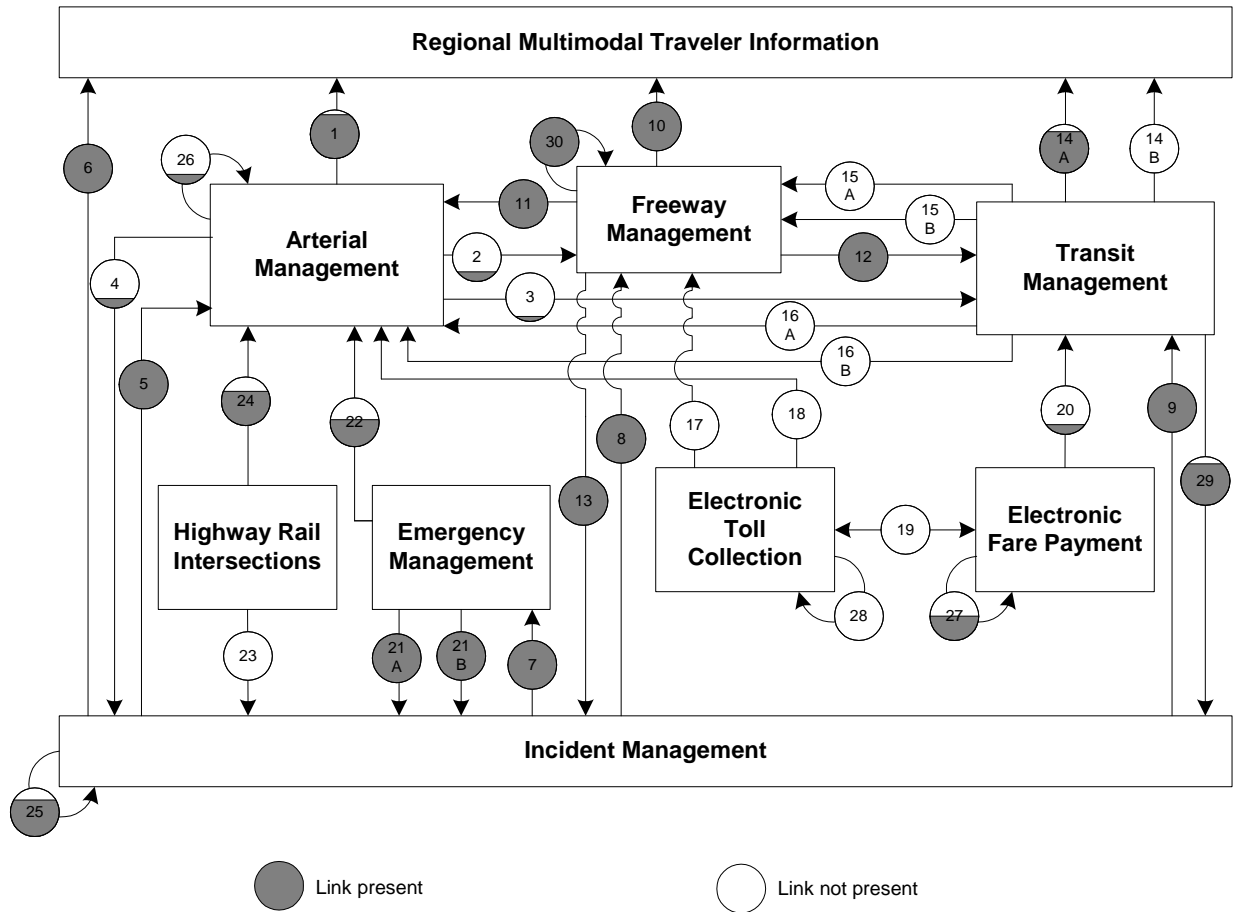 Regional Multimodal Traveler Information
6
1
10
14
A
14
B
26
30
15
A
11
15
B
Arterial
Management
Freeway
Management
Transit
Management
2
12
4
3
16
A
16
B
5
24
22
8
17
18
20
9
13
29
Highway Rail
Intersections
Emergency
Management
Electronic
Toll
Collection
19
Electronic
Fare Payment
28
27
23
21
A
21
B
7
Incident Management
25
Link present
Link not present